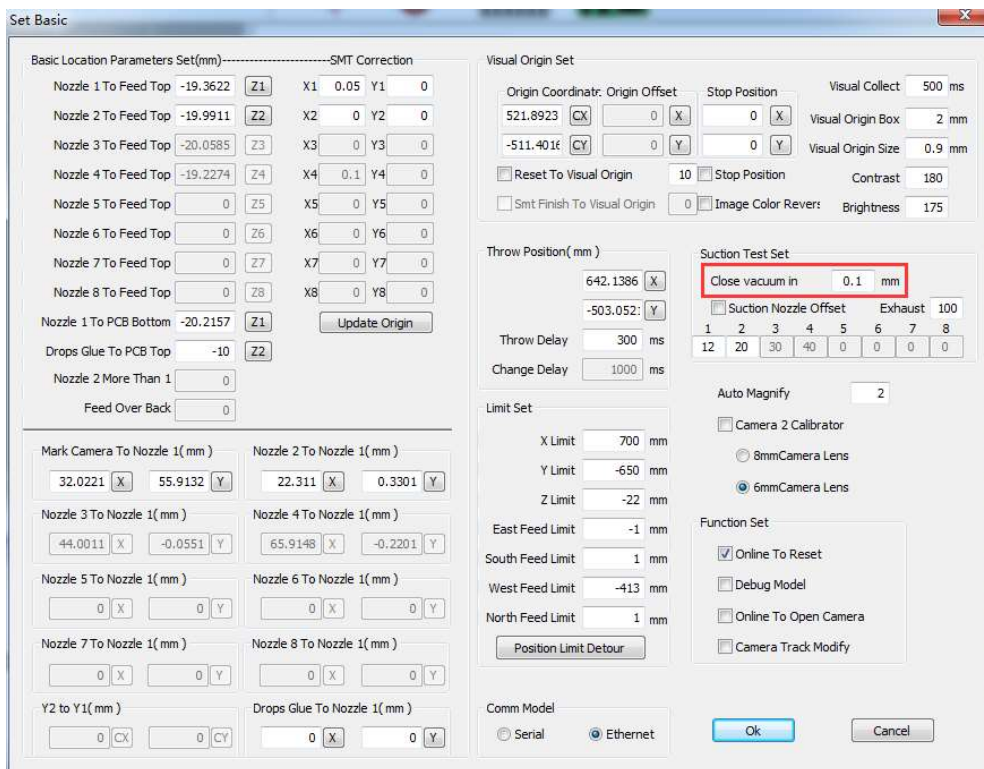 Set Basic
Basic Location Parameters Set(mm)-------------------------SMT Correction
Nozzle 1 To Feed Top -19.3622 Z1 X1 0.05 Y1 0
Nozzle 2 To Feed Top -19.9911 Z2 X2 0 Y2 0
Nozzle 3 To Feed Top -20.0585 Z3 X3 0 Y3 0
Nozzle 4 To Feed Top -19.2274 Z4 X4 0.1 Y4 0
Nozzle 5 To Feed Top 0 Z5 X5 0 Y5 0
Nozzle 6 To Feed Top 0 Z6 X6 0 Y6 0
Nozzle 7 To Feed Top 0 Z7 X7 0 Y7 0
Nozzle 8 To Feed Top 0 Z8 X8 0 Y8 0
Nozzle 1 To PCB Bottom -20.2157 Z1 Update Origin
Drops Glue To PCB Top -10 Z2
Nozzle 2 More Than 1 0
Feed Over Back 0
Mark Camera To Nozzle 1( mm ) Nozzle 2 To Nozzle 1( mm )
32.0221 X 55.9132 Y 22.311 X 0.3301 Y
Nozzle 3 To Nozzle 1( mm ) Nozzle 4 To Nozzle 1( mm )
44.0011 X -0.0551 Y 65.9148 X -0.2201 Y
Nozzle 5 To Nozzle 1( mm ) Nozzle 6 To Nozzle 1( mm )
0 X 0 Y 0 X 0 Y
Nozzle 7 To Nozzle 1( mm ) Nozzle 8 To Nozzle 1( mm )
0 X 0 Y 0 X 0 Y
Y2 to Y1( mm ) Drops Glue To Nozzle 1( mm )
0 CX 0 CY 0 X 0 Y
Visual Origin Set
Origin Coordinatr. Origin Offset Stop Position Visual Collect 500 ms
521.8923 CX 0 X 0 X Visual Origin Box 2 mm
-511.401 CY 0 Y 0 Y Visual Origin Size 0.9 mm
Reset To Visual Origin 10 Stop Position Contrast 180
Smt Finish To Visual Origin 0 Image Color Revers Brightness 175
Throw Position( mm )
642.1386 X
-503.052 Y
Throw Delay 300 ms
Change Delay 1000 ms
Limit Set
X Limit 700 mm
Y Limit -650 mm
Z Limit -22 mm
East Feed Limit -1 mm
South Feed Limit 1 mm
West Feed Limit -413 mm
North Feed Limit 1 mm
Position Limit Detour
Comm Model
Serial Ethernet
Suction Test Set
Close vacuum in 0.1 mm
Suction Nozzle Offset Exhaust 100
1 2 3 4 5 6 7 8
12 20 30 40 0 0 0 0
Auto Magnify 2
Camera 2 Calibrator
8mmCamera Lens
6mmCamera Lens
Function Set
Online To Reset
Debug Model
Online To Open Camera
Camera Track Modify
Ok Cancel